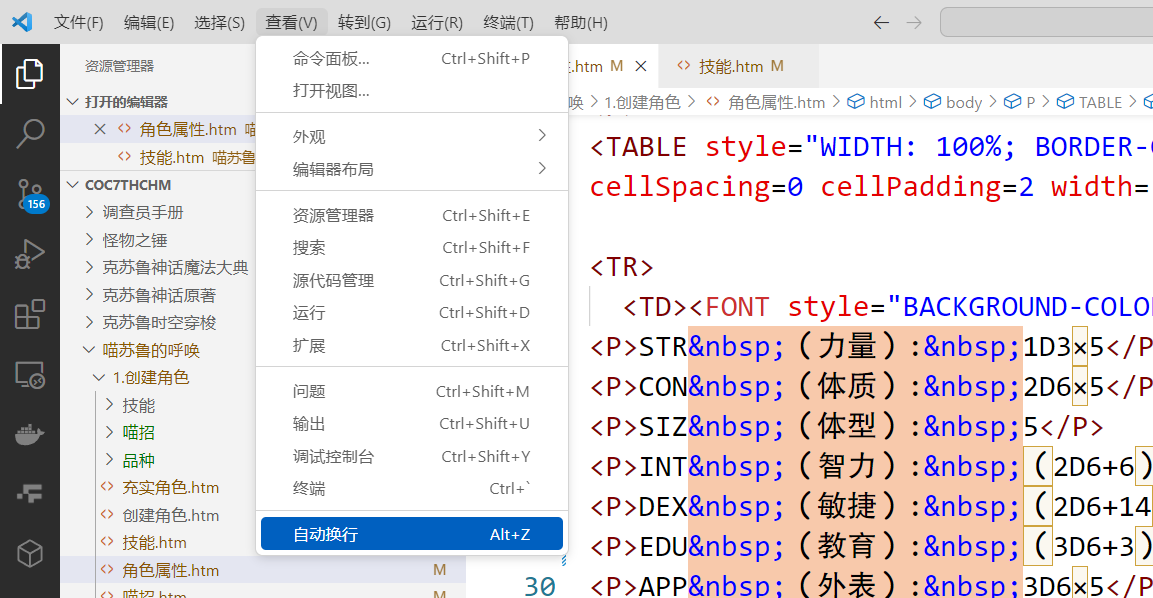 文件(F) 编辑(E) 选择(S) 查看(V) 转到(G) 运行(R) 终端(T) 帮助(H)
资源管理器
打开的编辑器
角色属性.htm 喵
技能.htm 喵苏鲁
COC7THCHM
调查员手册
怪物之锤
克苏鲁神话魔法大典
克苏鲁神话原著
克苏鲁时空穿梭
喵苏鲁的呼唤
1.创建角色
技能
喵招
品种
充实角色.htm
创建角色.htm
技能.htm
角色属性.htm M
喵招.htm M
156
命令面板... Ctrl+Shift+P
打开视图...
外观
编辑器布局
资源管理器 Ctrl+Shift+E
搜索 Ctrl+Shift+F
源代码管理 Ctrl+Shift+G
运行 Ctrl+Shift+D
扩展 Ctrl+Shift+X
问题 Ctrl+Shift+M
输出 Ctrl+Shift+U
调试控制台 Ctrl+Shift+Y
终端 Ctrl+`
自动换行 Alt+Z
.htm M 技能.htm M
唤 > 1.创建角色 > 角色属性.htm > html > body > P > TABLE >
<TABLE style="WIDTH: 100%; BORDER-
cellSpacing=0 cellPadding=2 width=
<TR>
<TD><FONT style="BACKGROUND-COLO
<P>STR&nbsp;（力量）:&nbsp;1D3×5</P
<P>CON&nbsp;（体质）:&nbsp;2D6×5</P
<P>SIZ&nbsp;（体型）:&nbsp;5</P>
<P>INT&nbsp;（智力）:&nbsp;（2D6+6）
<P>DEX&nbsp;（敏捷）:&nbsp;（2D6+14
<P>EDU&nbsp;（教育）:&nbsp;（3D6+3）
30 <P>APP&nbsp;（外表）:&nbsp;3D6×5</P